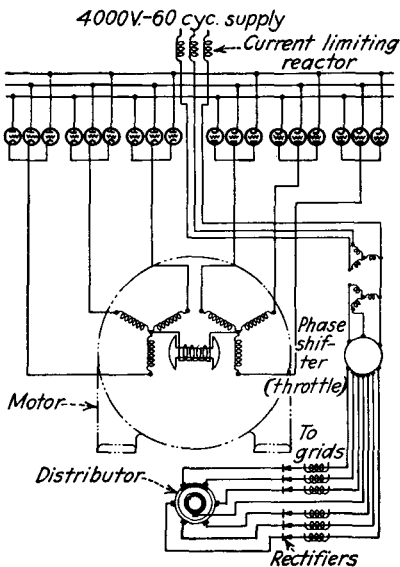 4000V.-60 cyc. supply
Current limiting
reactor
Phase
shif-
ter
(throttle)
Motor
To
grids
Distributor
Rectifiers